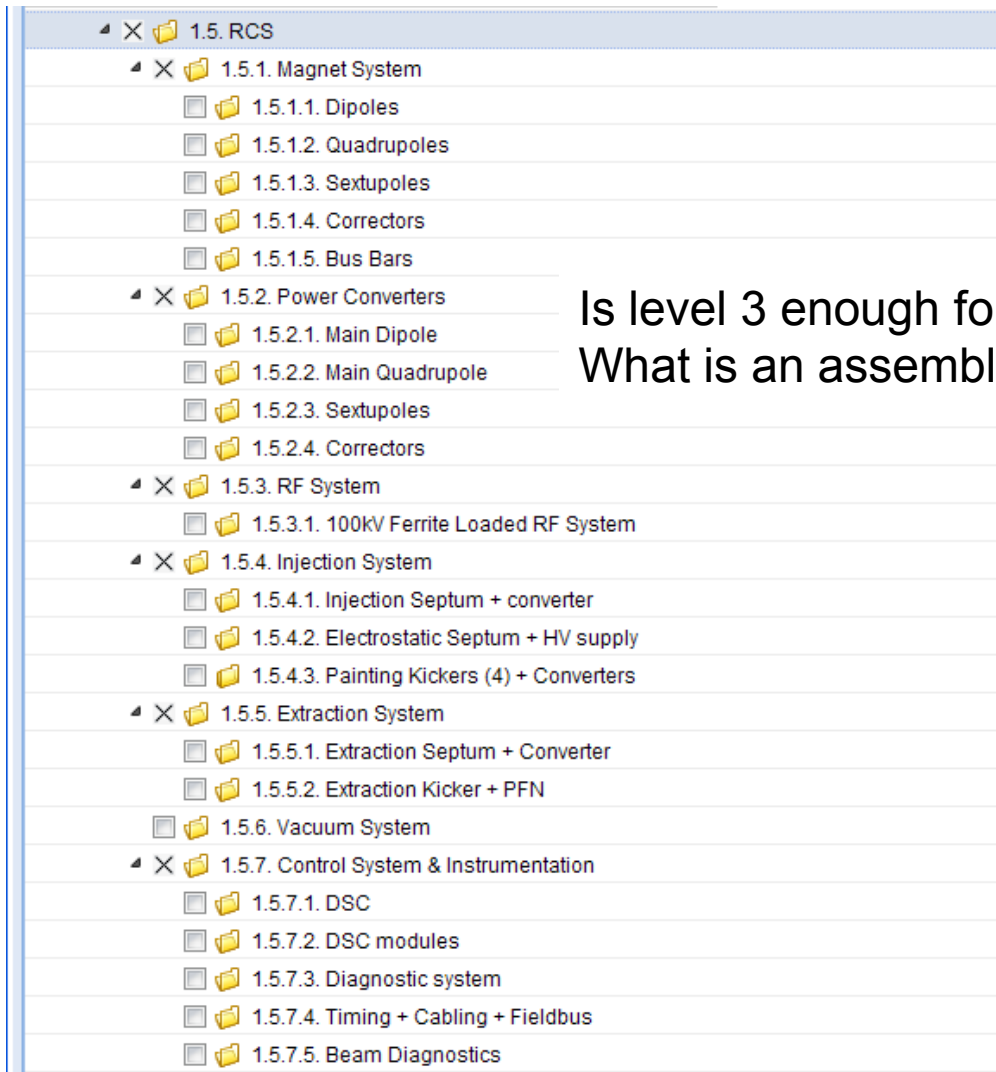 1.5. RCS
1.5.1. Magnet System
1.5.1.1. Dipoles
1.5.1.2. Quadrupoles
1.5.1.3. Sextupoles
1.5.1.4. Correctors
1.5.1.5. Bus Bars
1.5.2. Power Converters
1.5.2.1. Main Dipole
1.5.2.2. Main Quadrupole
1.5.2.3. Sextupoles
1.5.2.4. Correctors
1.5.3. RF System
1.5.3.1. 100kV Ferrite Loaded RF System
1.5.4. Injection System
1.5.4.1. Injection Septum + converter
1.5.4.2. Electrostatic Septum + HV supply
1.5.4.3. Painting Kickers (4) + Converters
1.5.5. Extraction System
1.5.5.1. Extraction Septum + Converter
1.5.5.2. Extraction Kicker + PFN
1.5.6. Vacuum System
1.5.7. Control System & Instrumentation
1.5.7.1. DSC
1.5.7.2. DSC modules
1.5.7.3. Diagnostic system
1.5.7.4. Timing + Cabling + Fieldbus
1.5.7.5. Beam Diagnostics
Is level 3 enough fo
What is an assembl